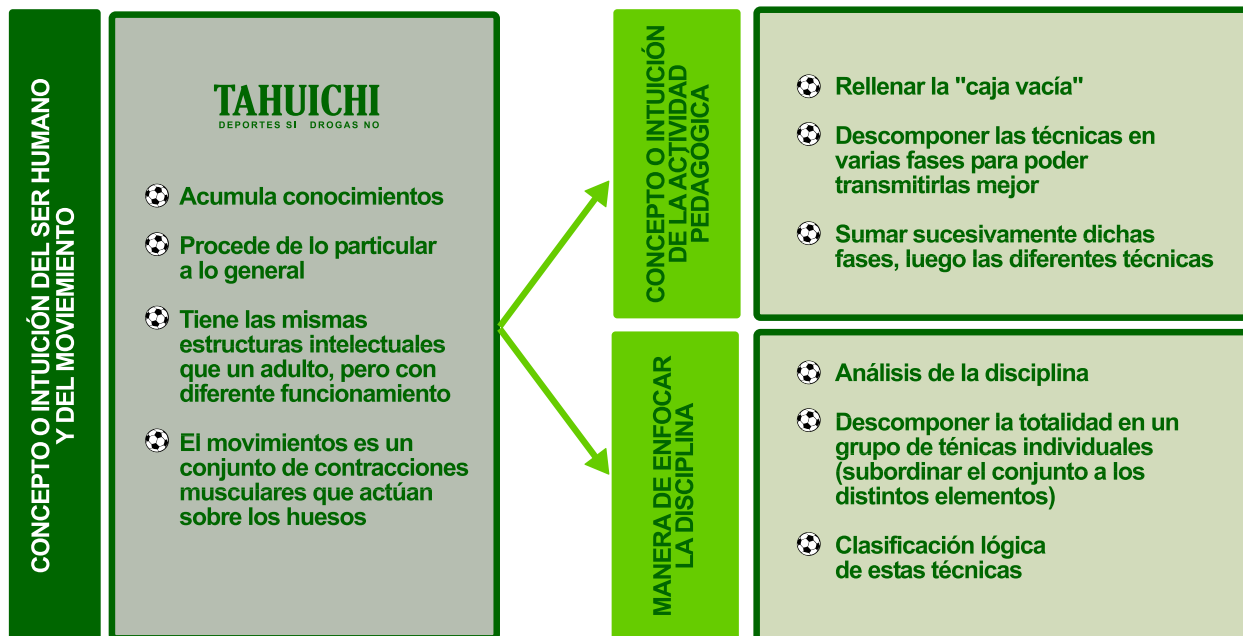 CONCEPTO O INTUICIÓN DEL SER HUMANO
Y DEL MOVIEMIENTO
TAHUICHI
DEPORTES SÍ DROGAS NO
Acumula conocimientos
Procede de lo particular
a lo general
Tiene las mismas
estructuras intelectuales
que un adulto, pero con
diferente funcionamiento
El movimientos es un
conjunto de contracciones
musculares que actúan
sobre los huesos
CONCEPTO O INTUICIÓN
DE LA ACTIVIDAD
PEDAGÓGICA
Rellenar la "caja vacía"
Descomponer las técnicas en
varias fases para poder
transmitirlas mejor
Sumar sucesivamente dichas
fases, luego las diferentes técnicas
MANERA DE ENFOCAR
LA DISCIPLINA
Análisis de la disciplina
Descomponer la totalidad en un
grupo de ténicas individuales
(subordinar el conjunto a los
distintos elementos)
Clasificación lógica
de estas técnicas